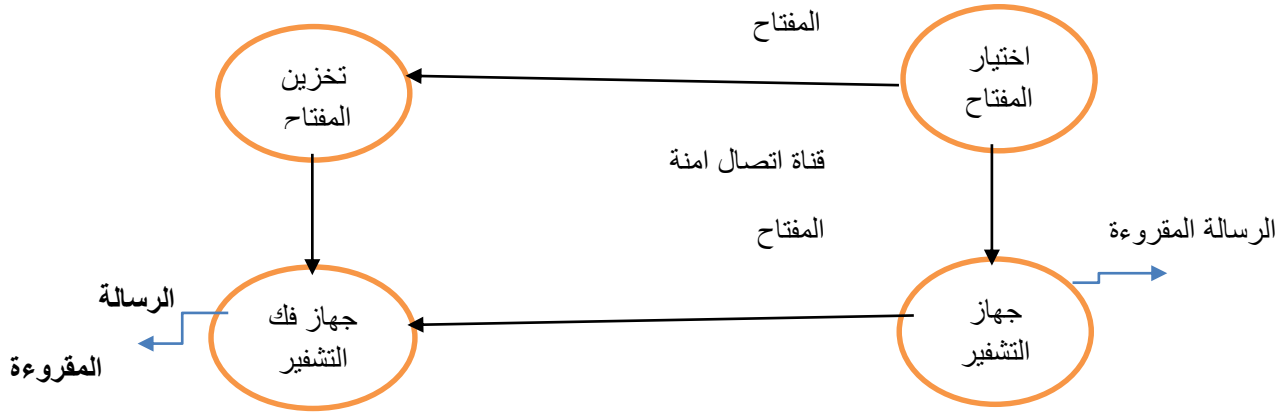 المفتاح
اختيار
المفتاح
تخزين
المفتاح
قناة اتصال امنة
المفتاح
الرسالة المقروءة
جهاز
التشفير
جهاز فك
التشفير
الرسالة
المقروءة